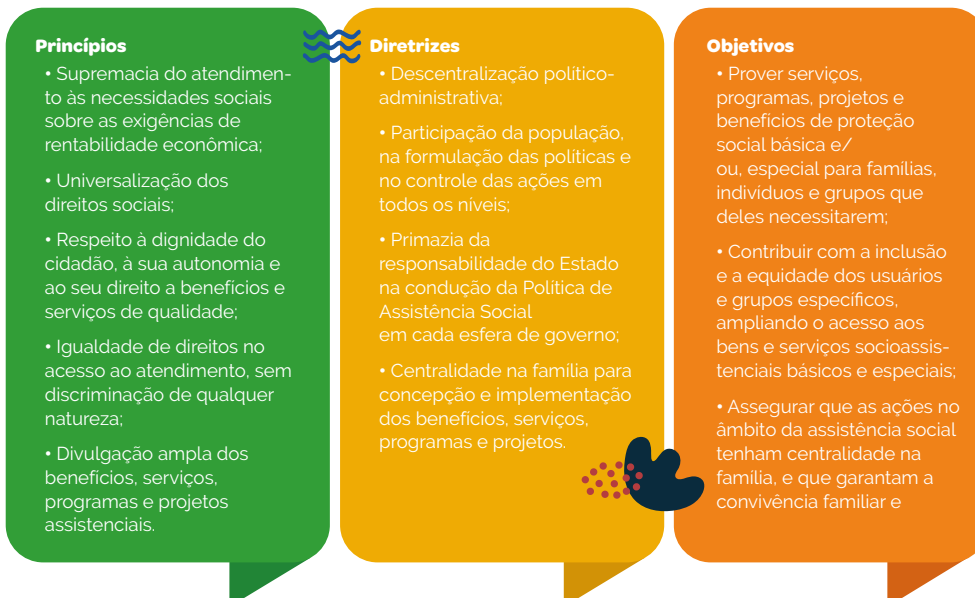 Princípios
• Supremacia do atendimen-
to às necessidades sociais
sobre as exigências de
rentabilidade econômica;
• Universalização dos
direitos sociais;
• Respeito à dignidade do
cidadão, à sua autonomia e
ao seu direito a benefícios e
serviços de qualidade;
• Igualdade de direitos no
acesso ao atendimento, sem
discriminação de qualquer
natureza;
• Divulgação ampla dos
benefícios, serviços,
programas e projetos
assistenciais.
Diretrizes
• Descentralização político-
administrativa;
• Participação da população,
na formulação das políticas e
no controle das ações em
todos os níveis;
• Primazia da
responsabilidade do Estado
na condução da Política de
Assistência Social
em cada esfera de governo;
• Centralidade na família para
concepção e implementação
dos benefícios, serviços,
programas e projetos.
Objetivos
• Prover serviços,
programas, projetos e
benefícios de proteção
social básica e/
ou, especial para famílias,
indivíduos e grupos que
deles necessitarem;
• Contribuir com a inclusão
e a equidade dos usuários
e grupos específicos,
ampliando o acesso aos
bens e serviços socioassis-
tenciais básicos e especiais;
• Assegurar que as ações no
âmbito da assistência social
tenham centralidade na
família, e que garantam a
convivência familiar e